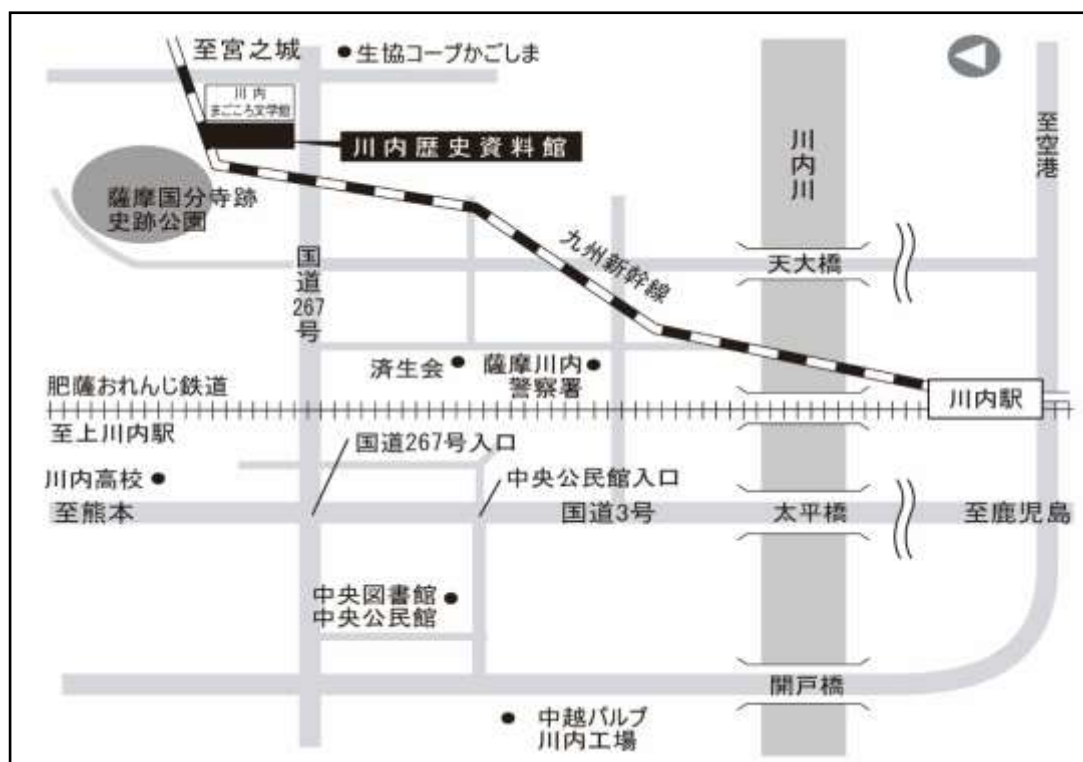 至宮之城
生協コープかごしま
川内
まごころ文学館
川内歴史資料館
川内川
至空港
薩摩国分寺跡
史跡公園
国道267号
九州新幹線
天大橋
済生会
薩摩川内
警察署
肥薩おれんじ鉄道
川内駅
至上川内駅
国道267号入口
川内高校
中央公民館入口
至熊本
国道3号
太平橋
至鹿児島
中央図書館
中央公民館
開戸橋
中越パルプ
川内工場